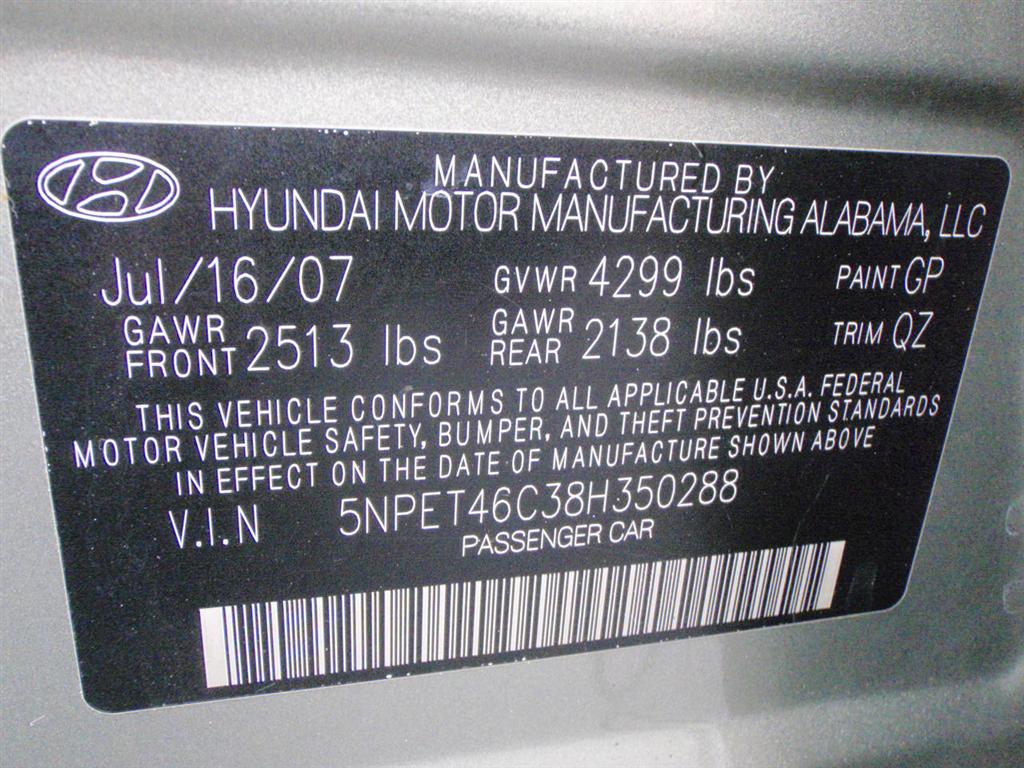 MANUFACTURED BY
HYUNDAI MOTOR MANUFACTURING ALABAMA, LLC
Jul/16/07 GVWR 4299 lbs PAINT GP
GAWR FRONT 2513 lbs GAWR REAR 2138 lbs TRIM QZ
THIS VEHICLE CONFORMS TO ALL APPLICABLE U.S.A. FEDERAL
MOTOR VEHICLE SAFETY, BUMPER, AND THEFT PREVENTION STANDARDS
IN EFFECT ON THE DATE OF MANUFACTURE SHOWN ABOVE
V.I.N 5NPET46C38H350288
PASSENGER CAR